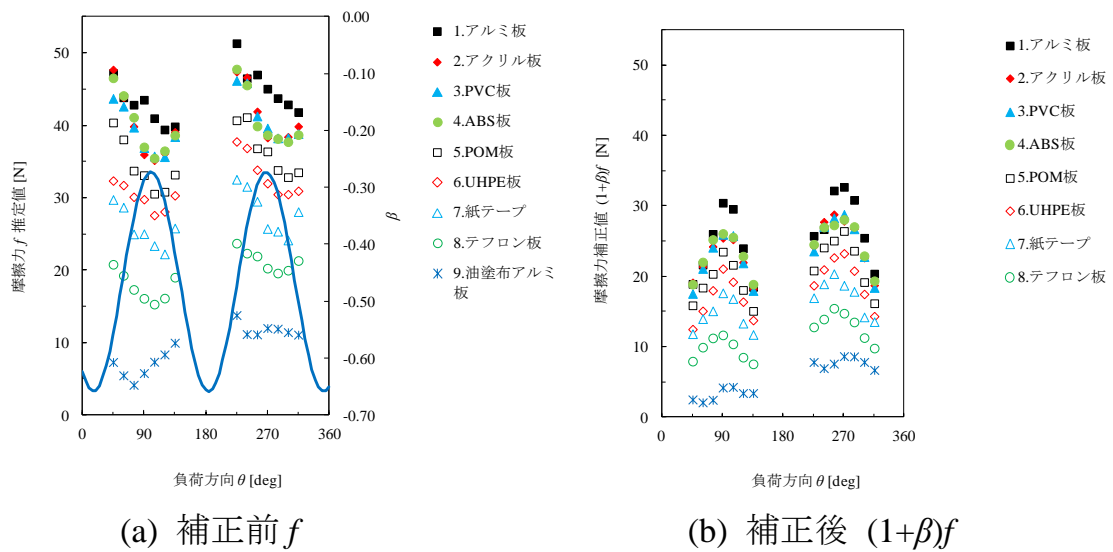 50
40
30
20
10
0
摩擦力 f 推定値 [N]
0.00
-0.10
-0.20
-0.30
-0.40
-0.50
-0.60
-0.70
β
0 90 180 270 360
負荷方向 θ [deg]
1.アルミ板
2.アクリル板
3.PVC板
4.ABS板
5.POM板
6.UHPE板
7.紙テープ
8.テフロン板
9.油塗布アルミ
板
(a) 補正前 f
50
40
30
20
10
0
摩擦力補正値 (1+β)f [N]
0 90 180 270 360
負荷方向 θ [deg]
1.アルミ板
2.アクリル板
3.PVC板
4.ABS板
5.POM板
6.UHPE板
7.紙テープ
8.テフロン板
(b) 補正後 (1+β)f